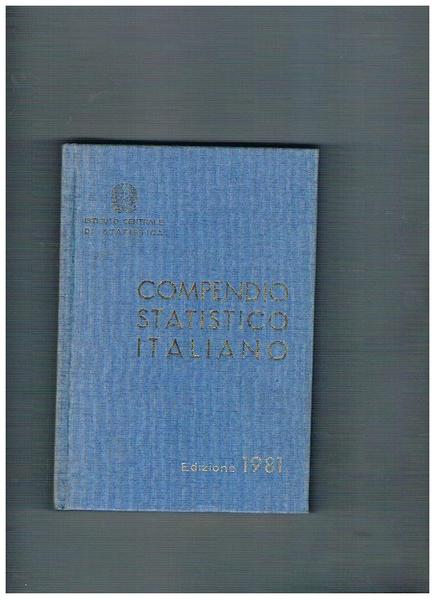 ISTITUTO CENTRALE
DI STATISTICA
COMPENDIO
STATISTICO
ITALIANO
Edizione 1981